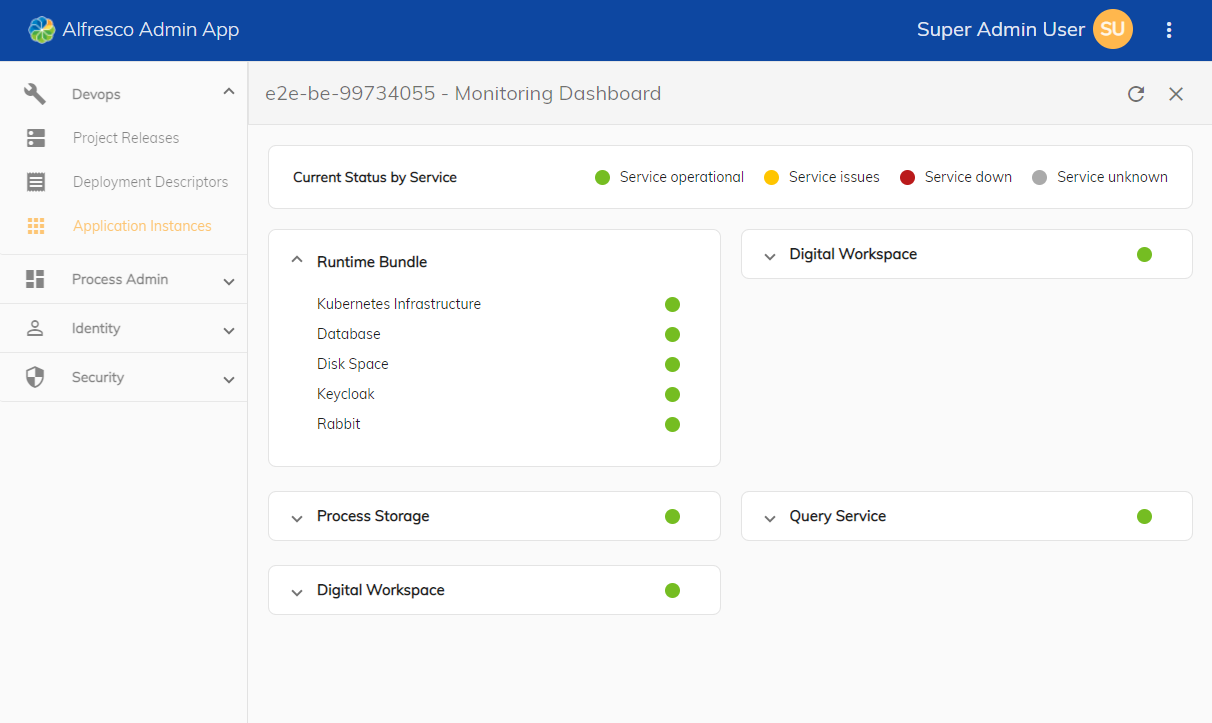 Alfresco Admin App
Super Admin User SU
Devops
Project Releases
Deployment Descriptors
Application Instances
Process Admin
Identity
Security
e2e-be-99734055 - Monitoring Dashboard
Current Status by Service
Service operational
Service issues
Service down
Service unknown
Runtime Bundle
Kubernetes Infrastructure
Database
Disk Space
Keycloak
Rabbit
Digital Workspace
Process Storage
Query Service
Digital Workspace